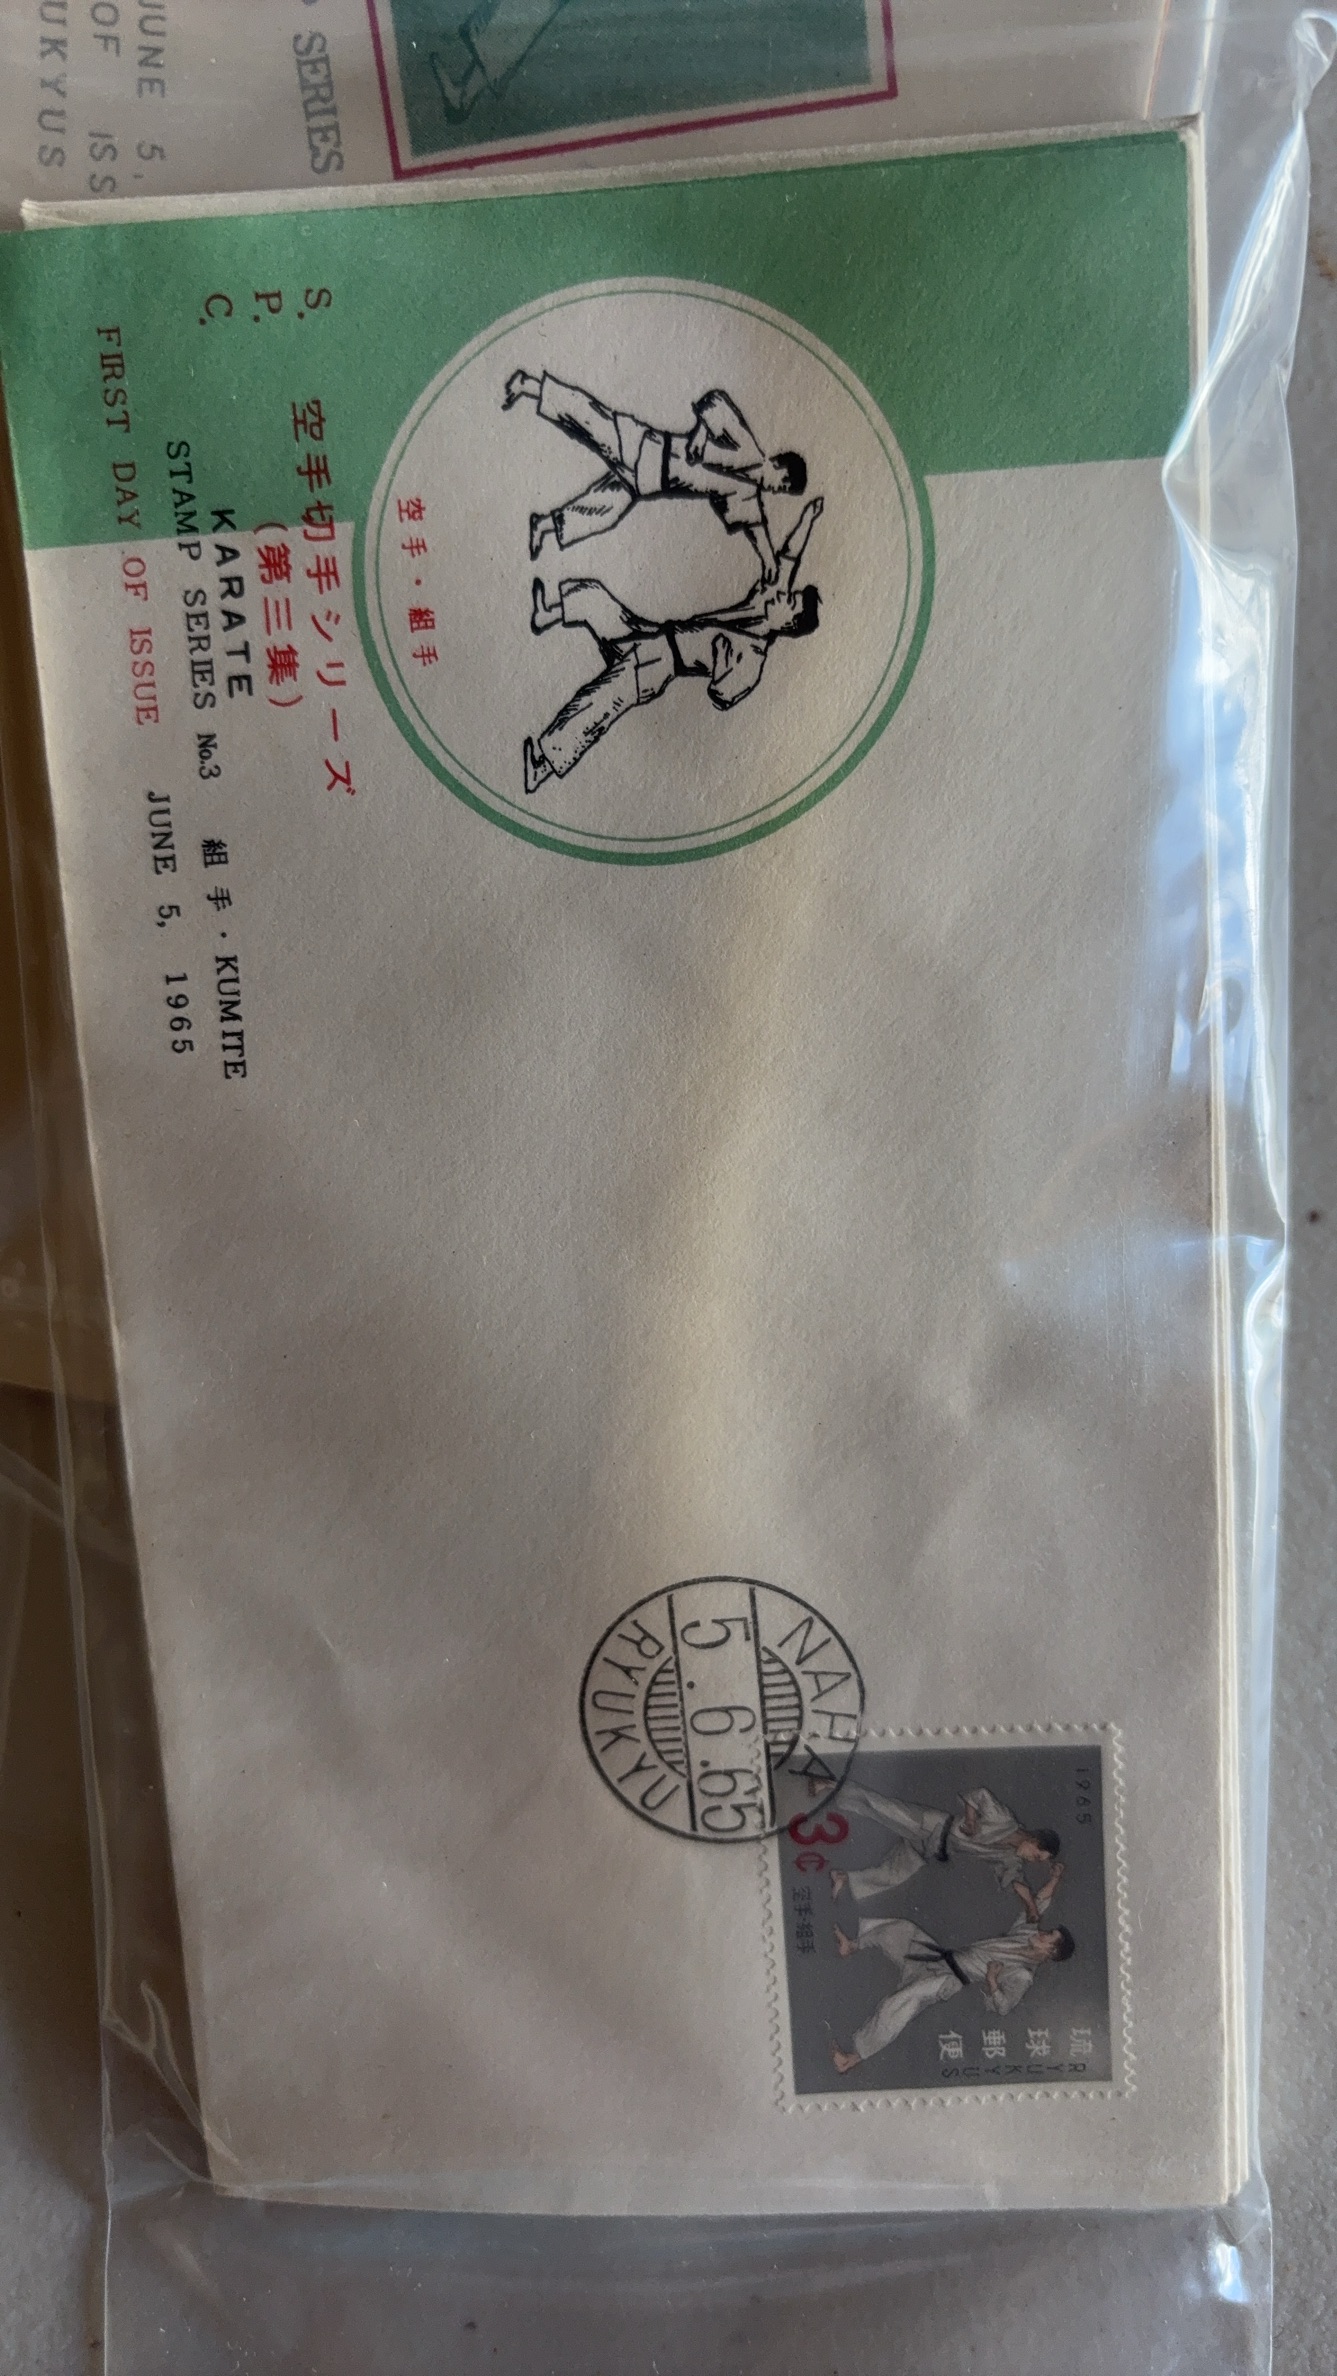 SERIES
JUNE 5,
OF ISS
UKYUS
空手・組手
S.
P.
C.
空手切手シリーズ
(第三集)
KARATE
STAMP SERIES №3 組手・KUMITE
FIRST DAY OF ISSUE JUNE 5, 1965
NAHA
5.6.65
RYUKYU
1965
3¢
空手・組手
琉球郵便
RYUKYUS